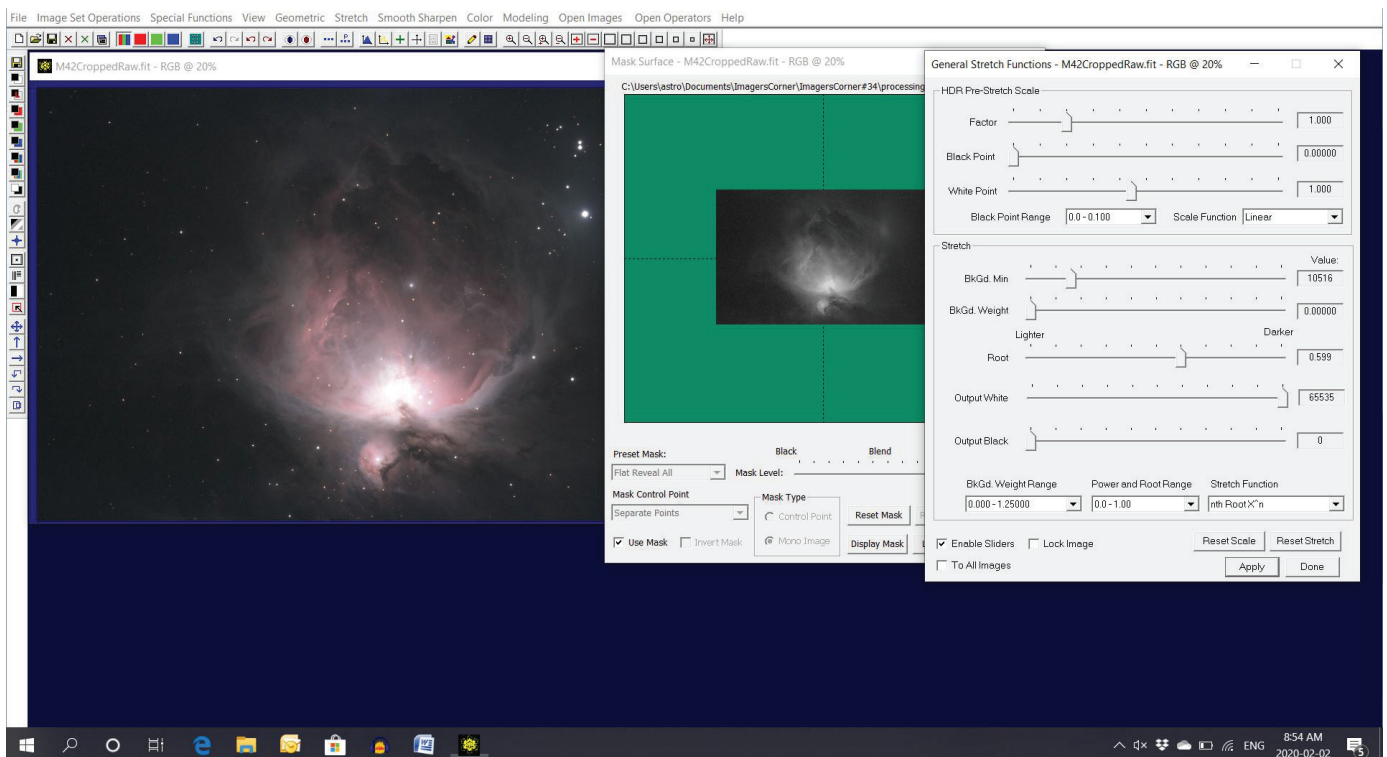 File Image Set Operations Special Functions View Geometric Stretch Smooth Sharpen Color Modeling Open Images Open Operators Help
M42CroppedRaw.fit - RGB @ 20%
Mask Surface - M42CroppedRaw.fit - RGB @ 20%
C:\Users\astro\Documents\ImagersCorner\ImagersCorner#34\processing
Preset Mask:
Black Blend
Flat Reveal All
Mask Level:
Mask Control Point
Separate Points
Mask Type
Control Point
Mono Image
Reset Mask
Use Mask
Invert Mask
Display Mask
General Stretch Functions - M42CroppedRaw.fit - RGB @ 20%
HDR Pre-Stretch Scale
Factor 1.000
Black Point 0.00000
White Point 1.000
Black Point Range 0.0 - 0.100 Scale Function Linear
Stretch
Value:
BkGd. Min 10516
BkGd. Weight 0.00000
Lighter Darker
Root 0.599
Output White 65535
Output Black 0
BkGd. Weight Range Power and Root Range Stretch Function
0.000 - 1.25000 0.0 - 1.00 nth Root X^n
Enable Sliders Lock Image Reset Scale Reset Stretch
To All Images Apply Done
ENG
8:54 AM
2020-02-02
5